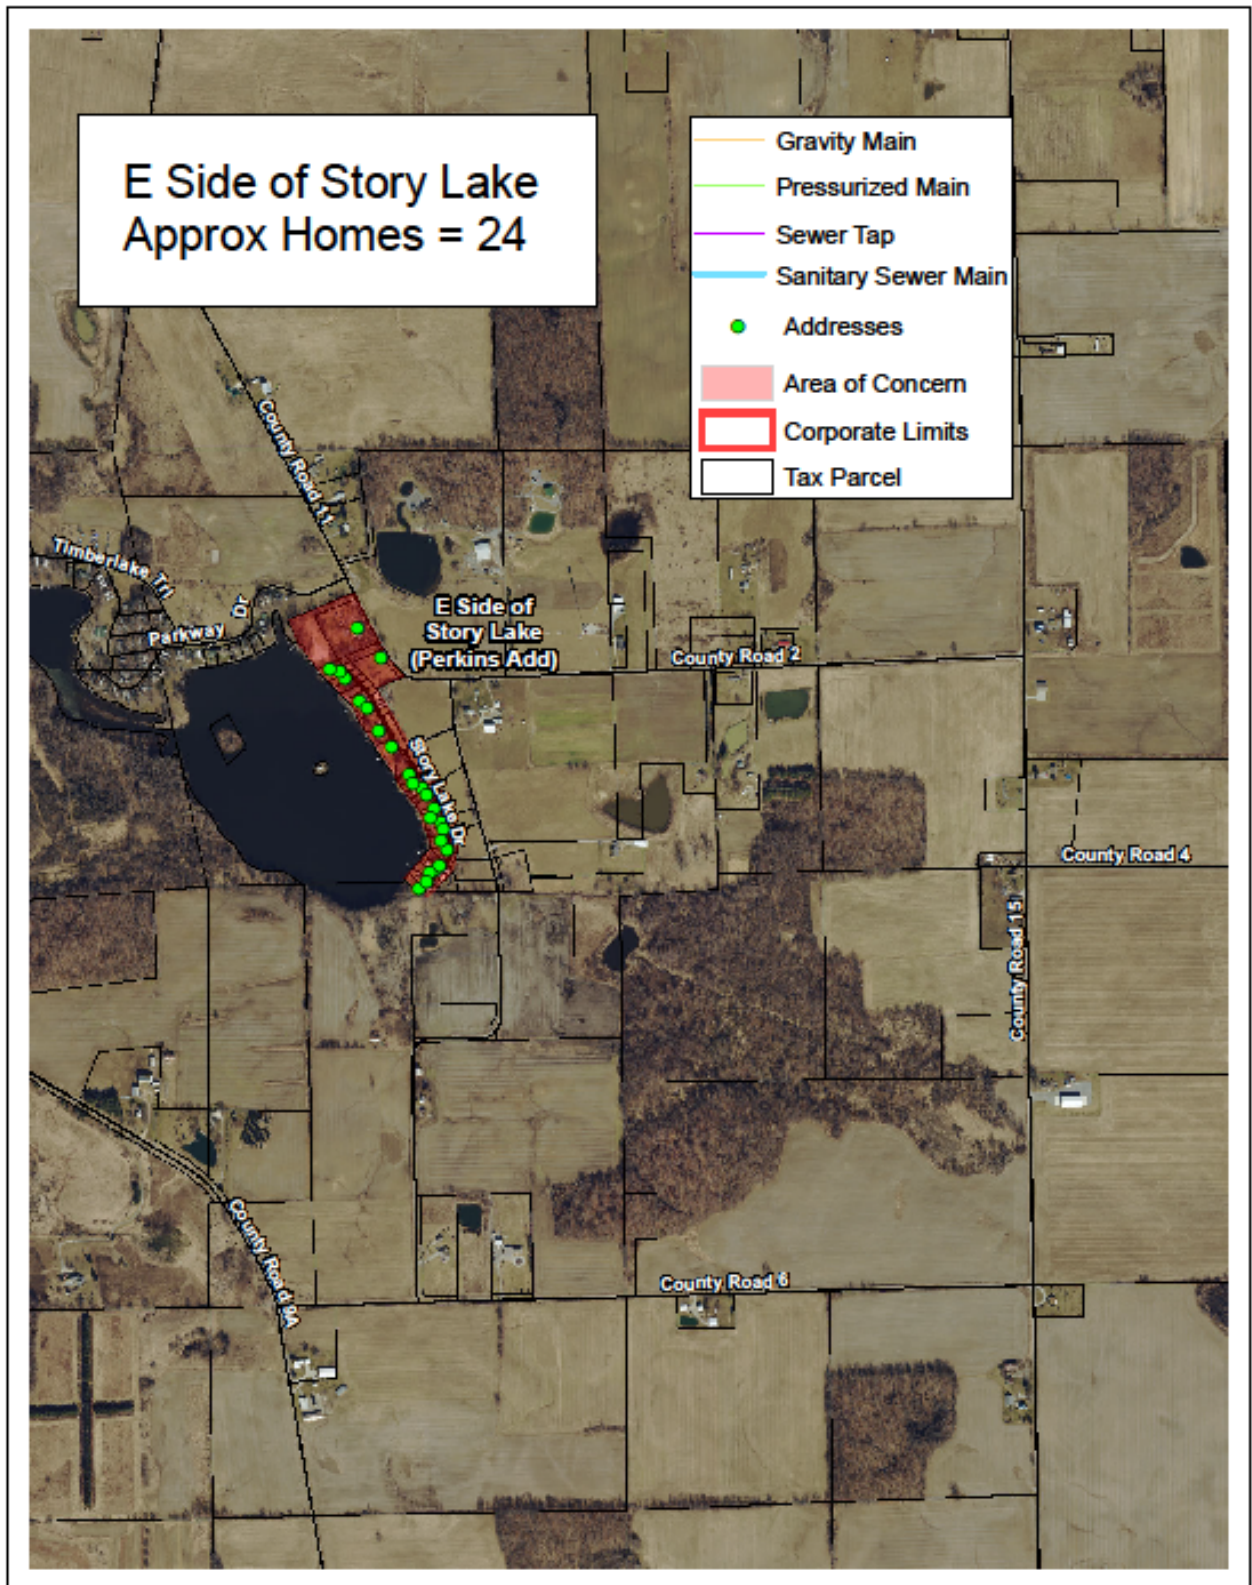 E Side of Story Lake
Approx Homes = 24
Gravity Main
Pressurized Main
Sewer Tap
Sanitary Sewer Main
Addresses
Area of Concern
Corporate Limits
Tax Parcel
County Road 11
Timberlake Trl
Parkway Dr
E Side of
Story Lake
(Perkins Add)
County Road 2
Story Lake Dr
County Road 4
County Road 15
County Road 9A
County Road 6